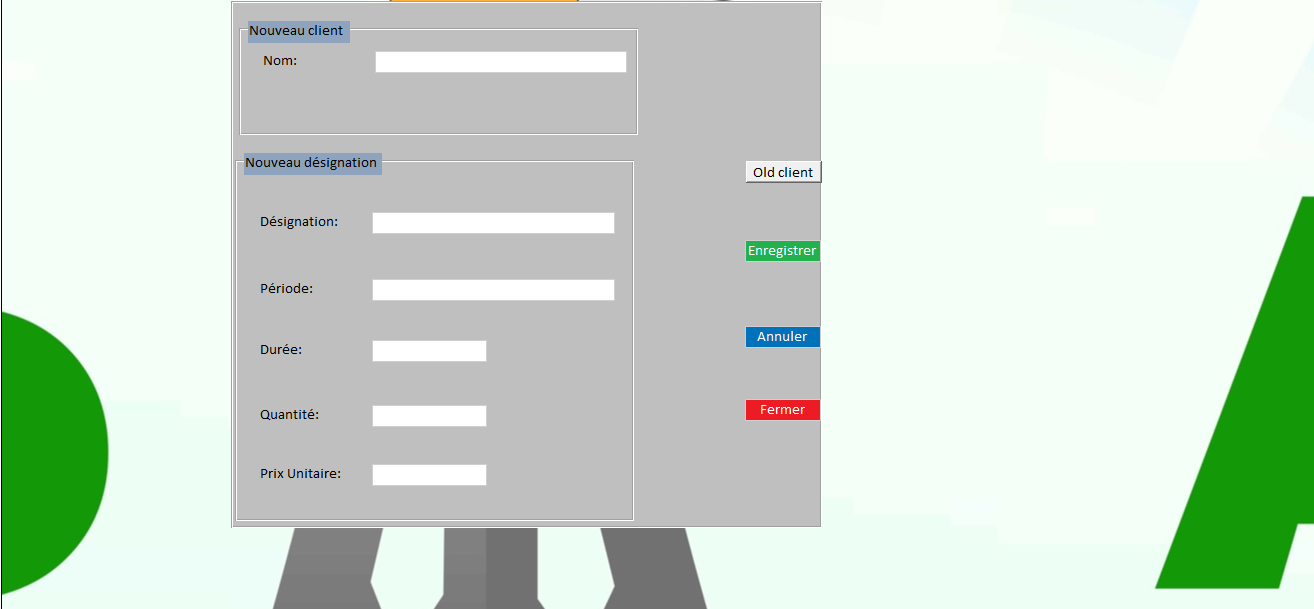 Nouveau client
Nom:
Nouveau désignation
Old client
Désignation:
Enregistrer
Période:
Annuler
Durée:
Fermer
Quantité:
Prix Unitaire: